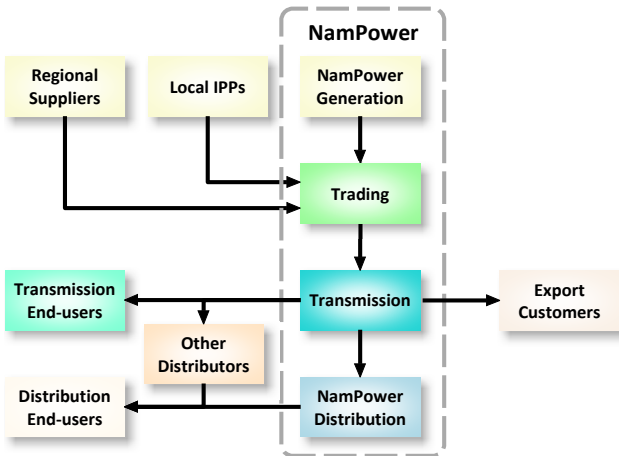 NamPower
Regional
Suppliers
Local IPPs
NamPower
Generation
Trading
Transmission
End-users
Transmission
Export
Customers
Other
Distributors
Distribution
End-users
NamPower
Distribution